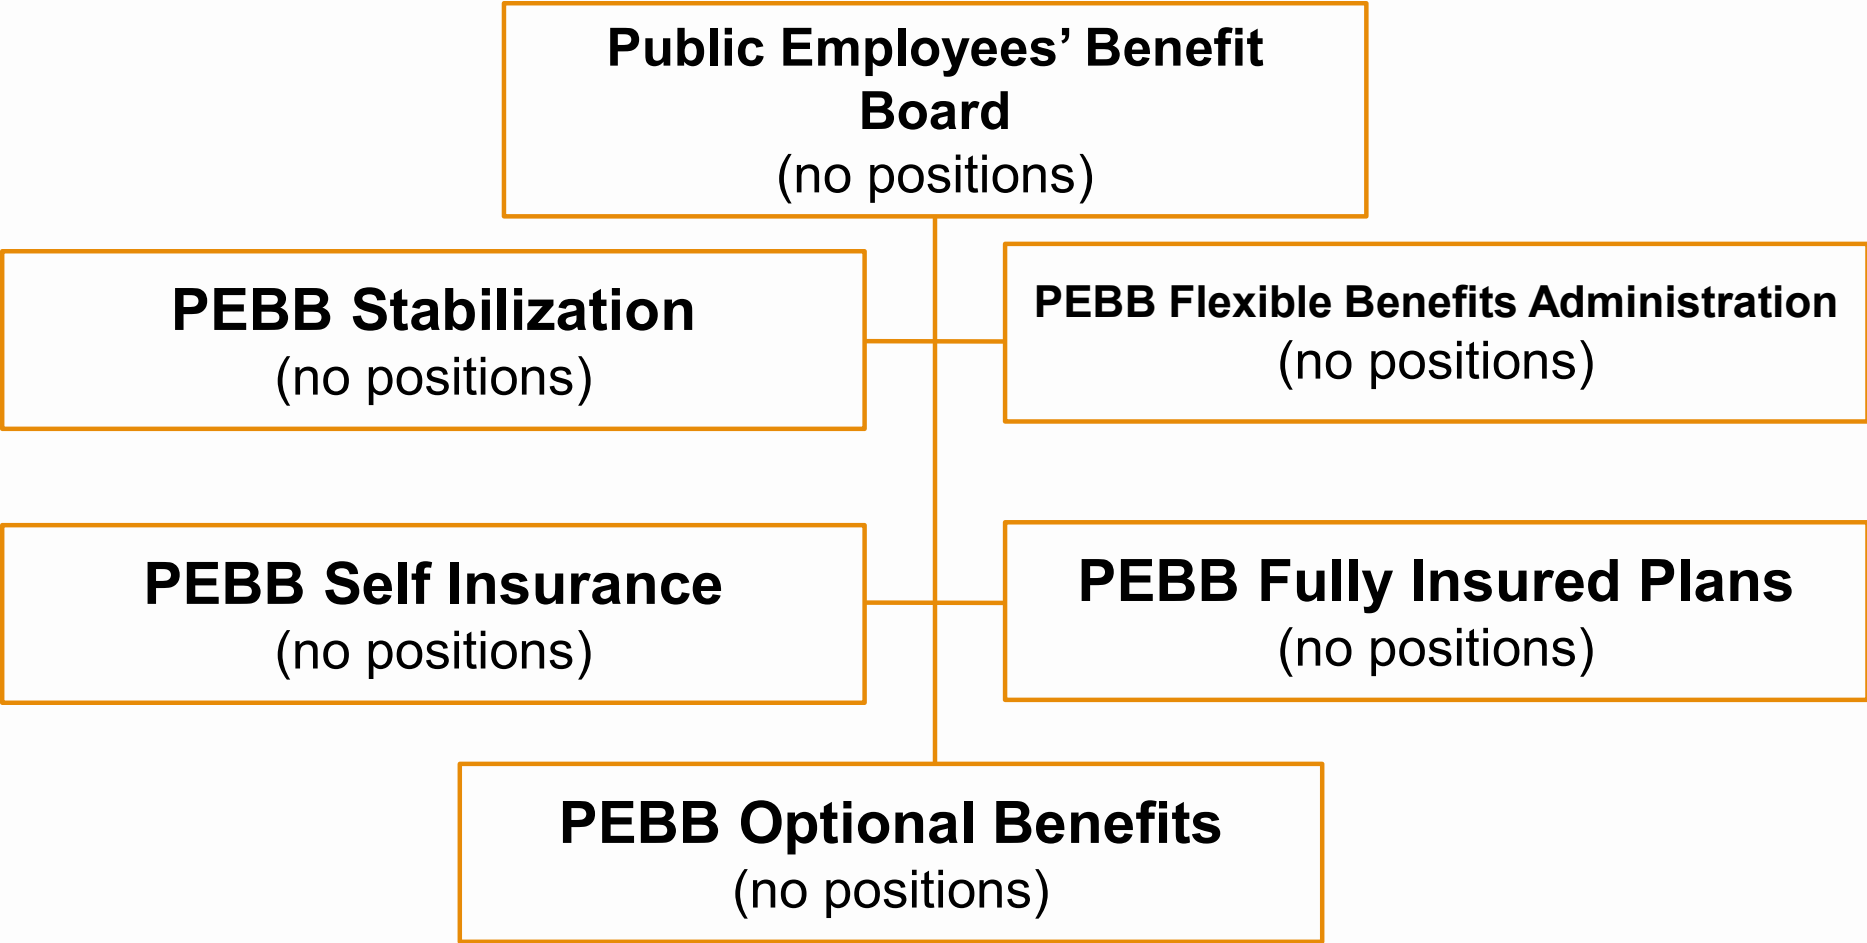 Public Employees’ Benefit
Board
(no positions)
PEBB Stabilization
(no positions)
PEBB Flexible Benefits Administration
(no positions)
PEBB Self Insurance
(no positions)
PEBB Fully Insured Plans
(no positions)
PEBB Optional Benefits
(no positions)